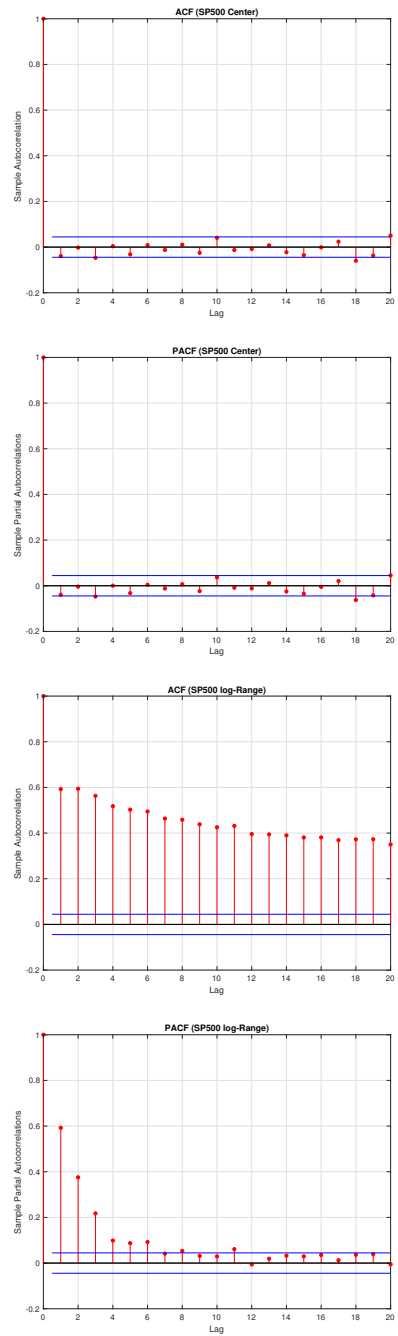 ACF (SP500 Center)
1
0.8
0.6
0.4
0.2
0
-0.2
Sample Autocorrelation
0 2 4 6 8 10 12 14 16 18 20
Lag
PACF (SP500 Center)
1
0.8
0.6
0.4
0.2
0
-0.2
Sample Partial Autocorrelations
0 2 4 6 8 10 12 14 16 18 20
Lag
ACF (SP500 log-Range)
1
0.8
0.6
0.4
0.2
0
-0.2
Sample Autocorrelation
0 2 4 6 8 10 12 14 16 18 20
Lag
PACF (SP500 log-Range)
1
0.8
0.6
0.4
0.2
0
-0.2
Sample Partial Autocorrelations
0 2 4 6 8 10 12 14 16 18 20
Lag